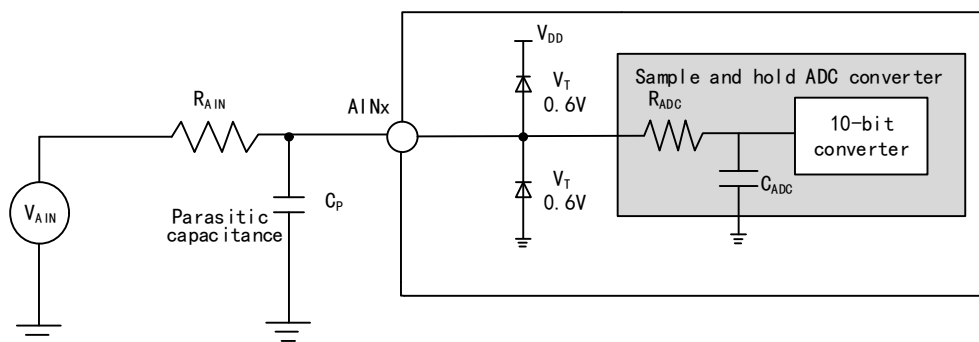 V_DD
Sample and hold ADC converter
V_T
0.6V
R_AIN
AINx
R_ADC
10-bit
converter
V_T
0.6V
C_ADC
V_AIN
C_P
Parasitic
capacitance